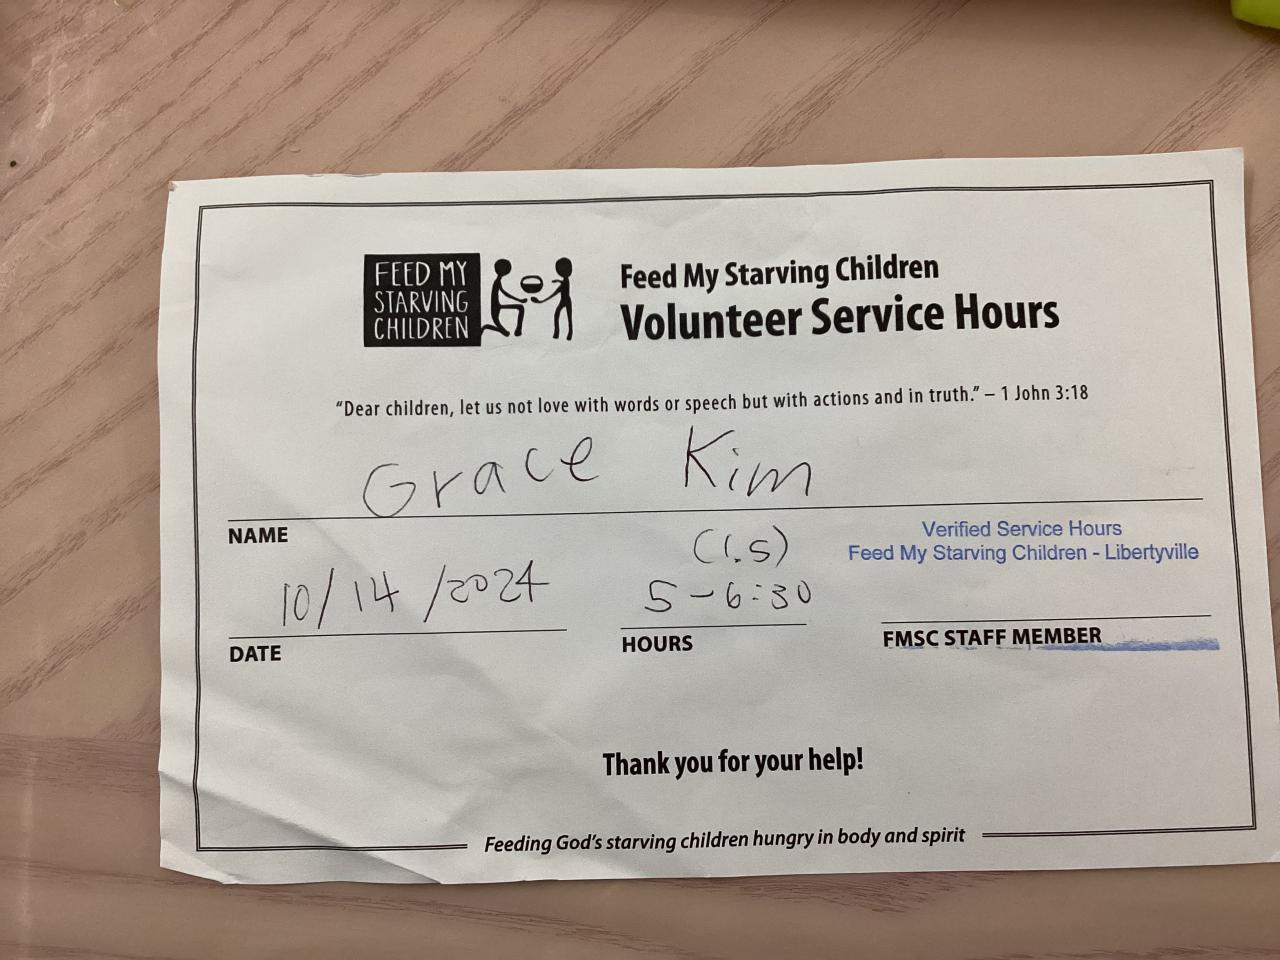 FEED MY
STARVING
CHILDREN
Feed My Starving Children
Volunteer Service Hours
“Dear children, let us not love with words or speech but with actions and in truth.” – 1 John 3:18
Grace Kim
NAME
Verified Service Hours
Feed My Starving Children - Libertyville
(1.5)
10/14/2024
5-6:30
DATE
HOURS
FMSC STAFF MEMBER
Thank you for your help!
Feeding God's starving children hungry in body and spirit